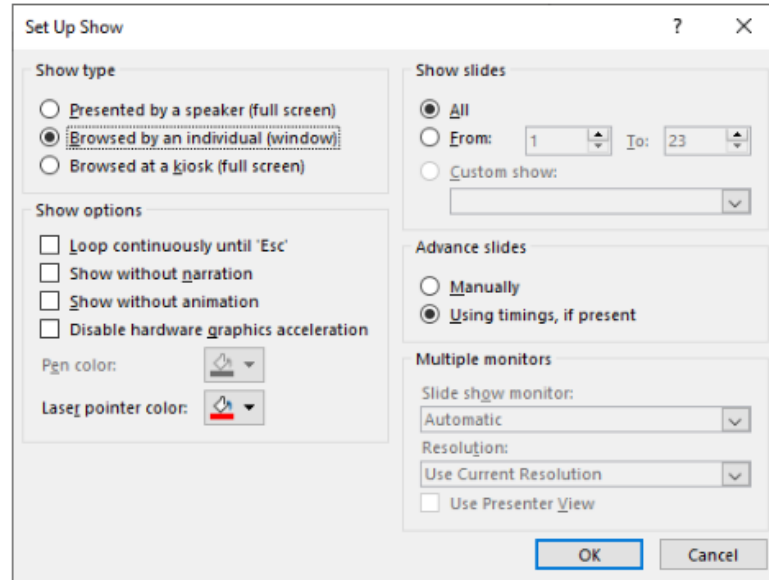 Set Up Show
Show type
Presented by a speaker (full screen)
Browsed by an individual (window)
Browsed at a kiosk (full screen)
Show options
Loop continuously until 'Esc'
Show without narration
Show without animation
Disable hardware graphics acceleration
Pen color:
Laser pointer color:
Show slides
All
From: 1 To: 23
Custom show:
Advance slides
Manually
Using timings, if present
Multiple monitors
Slide show monitor:
Automatic
Resolution:
Use Current Resolution
Use Presenter View
OK Cancel